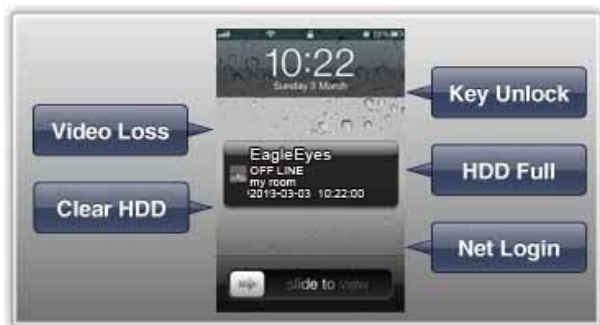 10:22
Sunday 3 March
Key Unlock
Video Loss
EagleEyes
OFF LINE
my room
2013-03-03 10:22:00
HDD Full
Clear HDD
Net Login
slide to view